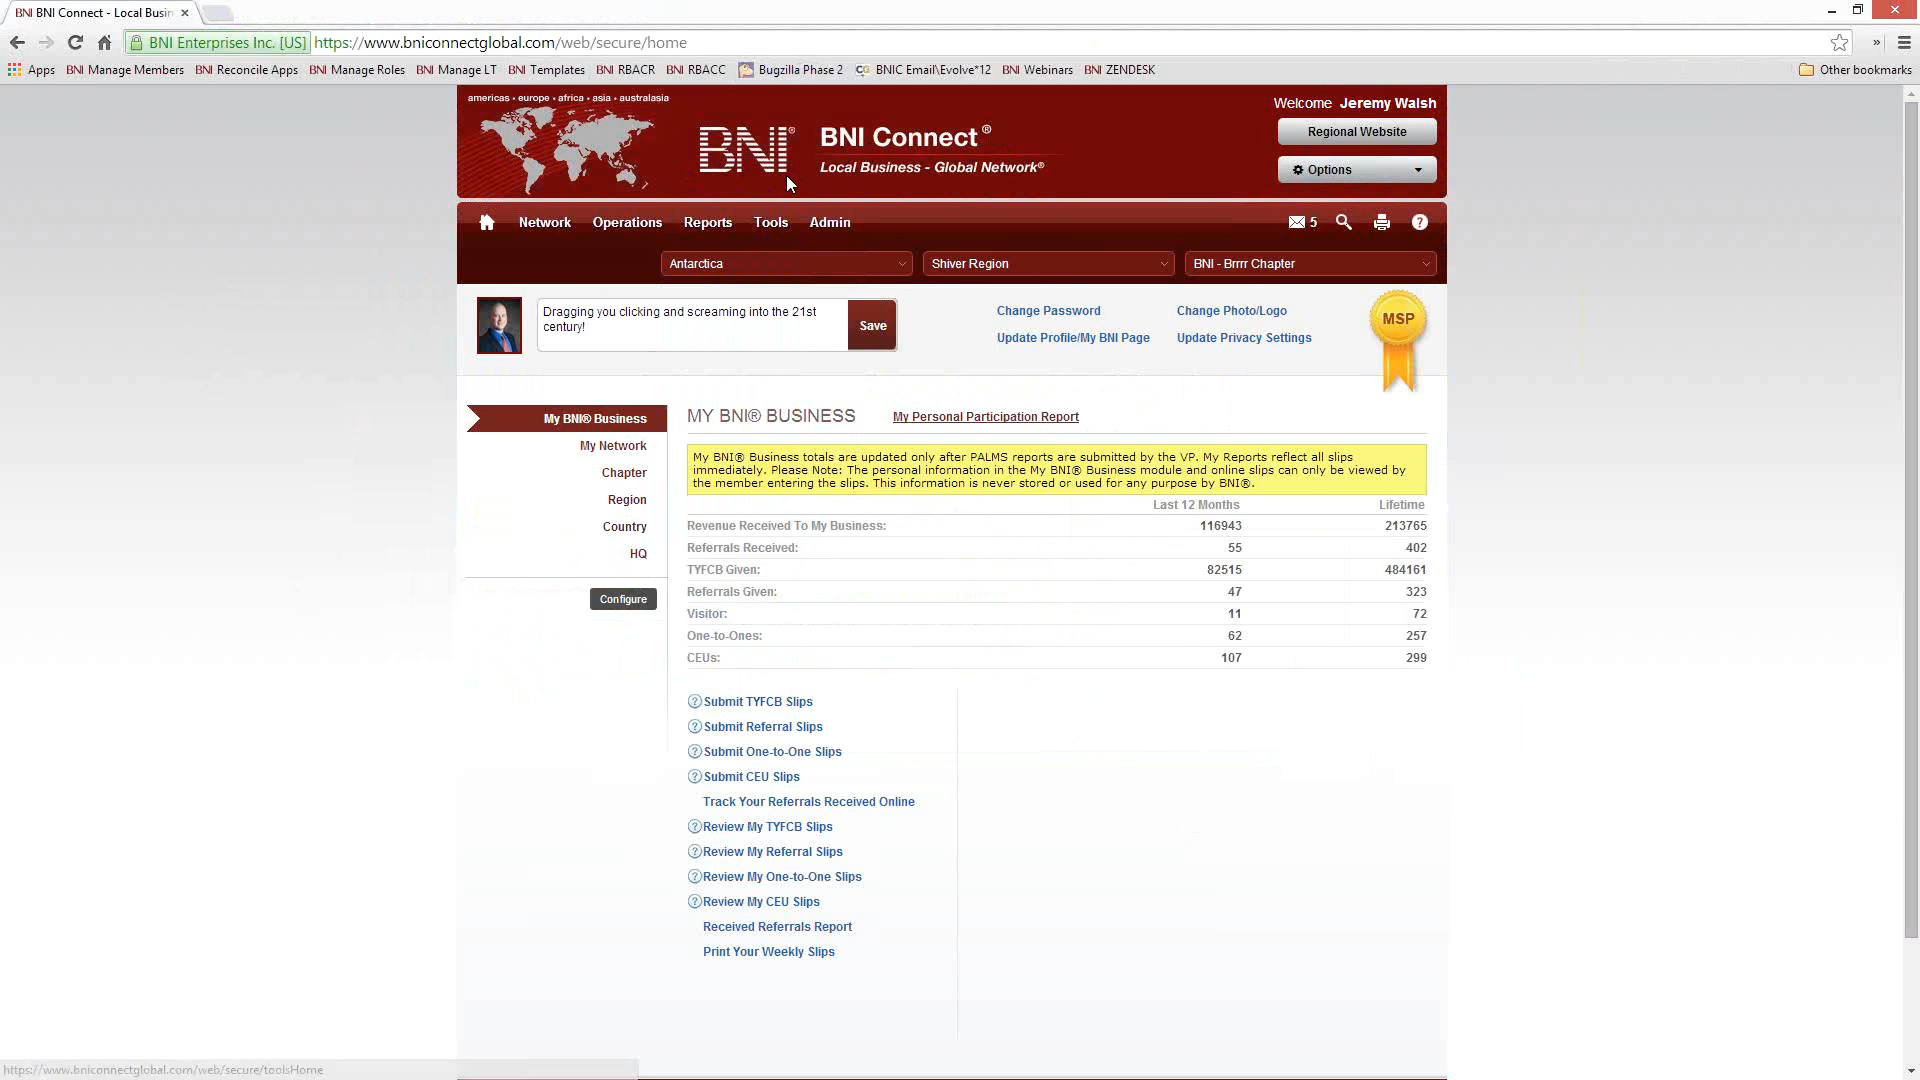 BNI BNI Connect - Local Busin
BNI Enterprises Inc. [US] https://www.bniconnectglobal.com/web/secure/home
Apps BNI Manage Members BNI Reconcile Apps BNI Manage Roles BNI Manage LT BNI Templates BNI RBACR BNI RBACC Bugzilla Phase 2 BNIC Email\Evolve*12 BNI Webinars BNI ZENDESK Other bookmarks
americas • europe • africa • asia • australasia
Welcome Jeremy Walsh
BNI® BNI Connect®
Local Business - Global Network®
Regional Website
Options
Network Operations Reports Tools Admin 5
Antarctica Shiver Region BNI - Brrrr Chapter
Dragging you clicking and screaming into the 21st
century!
Save
Change Password Change Photo/Logo
Update Profile/My BNI Page Update Privacy Settings
MSP
My BNI® Business
My Network
Chapter
Region
Country
HQ
Configure
MY BNI® BUSINESS My Personal Participation Report
My BNI® Business totals are updated only after PALMS reports are submitted by the VP. My Reports reflect all slips
immediately. Please Note: The personal information in the My BNI® Business module and online slips can only be viewed by
the member entering the slips. This information is never stored or used for any purpose by BNI®.
Last 12 Months Lifetime
Revenue Received To My Business: 116943 213765
Referrals Received: 55 402
TYFCB Given: 82515 484161
Referrals Given: 47 323
Visitor: 11 72
One-to-Ones: 62 257
CEUs: 107 299
Submit TYFCB Slips
Submit Referral Slips
Submit One-to-One Slips
Submit CEU Slips
Track Your Referrals Received Online
Review My TYFCB Slips
Review My Referral Slips
Review My One-to-One Slips
Review My CEU Slips
Received Referrals Report
Print Your Weekly Slips
https://www.bniconnectglobal.com/web/secure/toolsHome